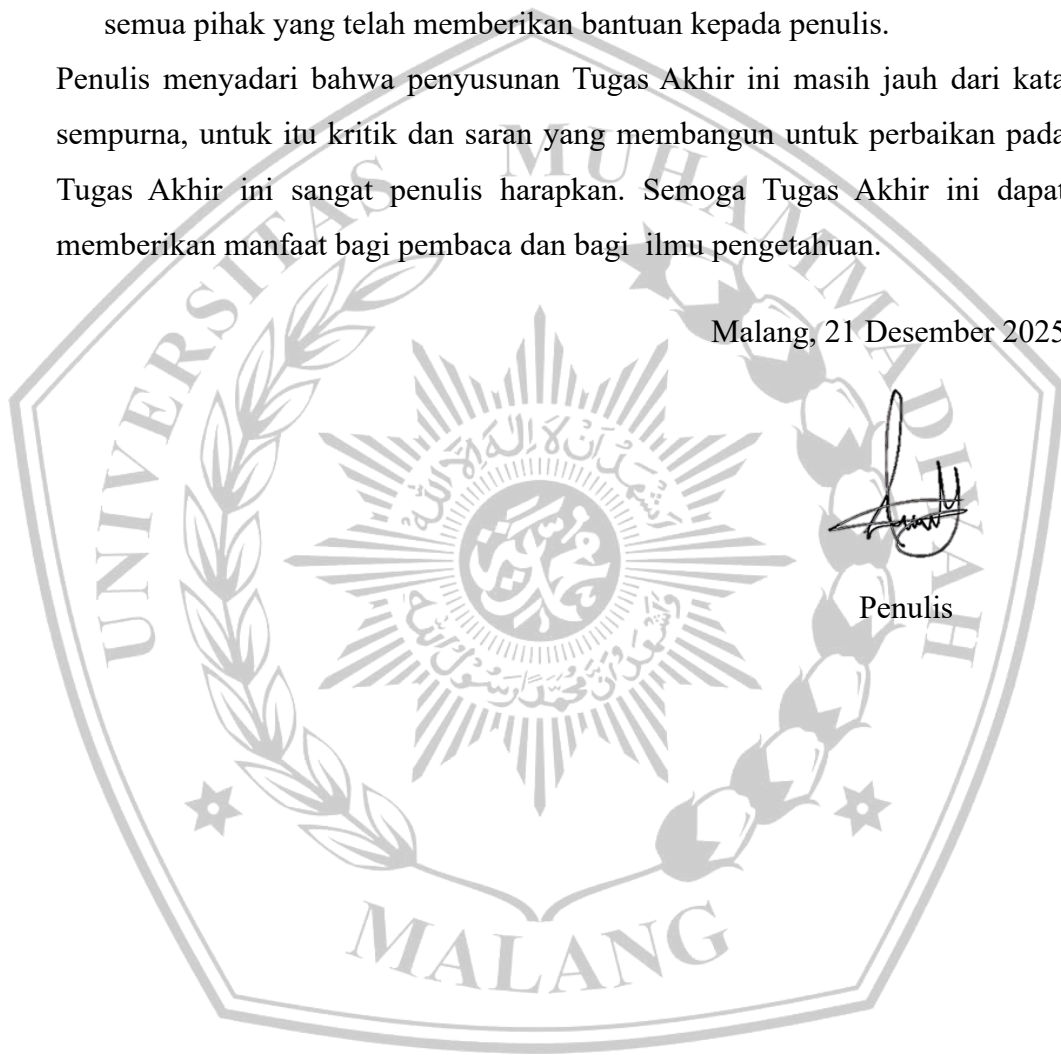 semua pihak yang telah memberikan bantuan kepada penulis.
Penulis menyadari bahwa penyusunan Tugas Akhir ini masih jauh dari kata
sempurna, untuk itu kritik dan saran yang membangun untuk perbaikan pada
Tugas Akhir ini sangat penulis harapkan. Semoga Tugas Akhir ini dapat
memberikan manfaat bagi pembaca dan bagi  ilmu pengetahuan.
Malang, 21 Desember 2025
Penulis
UNIVERSITAS MUHAMMADIYAH
MALANG